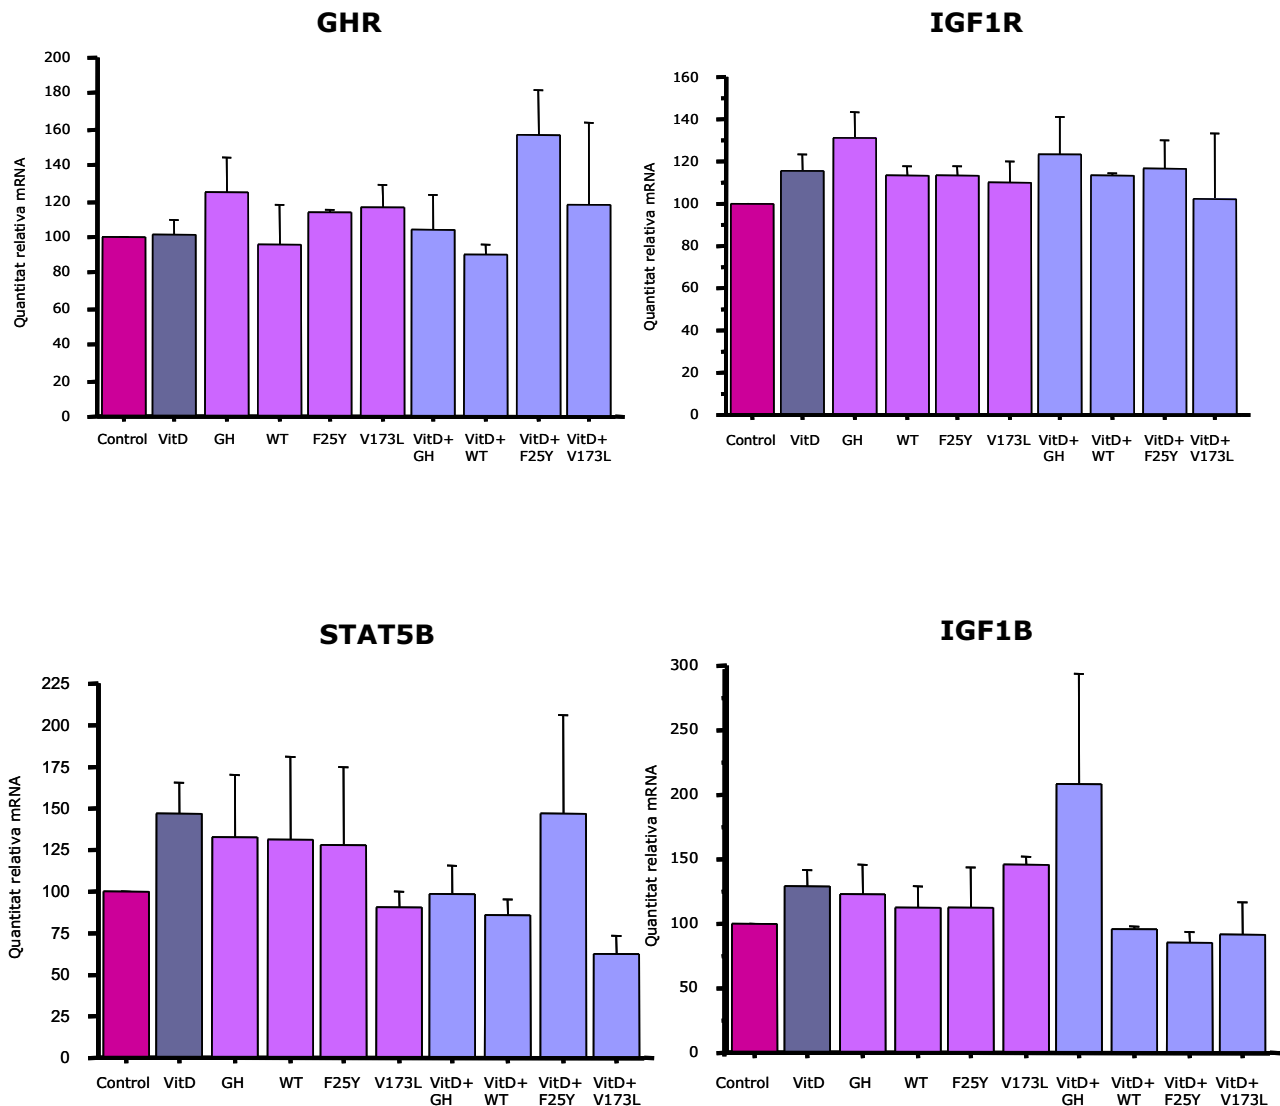 GHR
200
180
160
140
120
100
80
60
40
20
0
Quantitat relativa mRNA
Control VitD GH WT F25Y V173L VitD+ VitD+ VitD+ VitD+
GH WT F25Y V173L
IGF1R
160
140
120
100
80
60
40
20
0
Quantitat relativa mRNA
Control VitD GH WT F25Y V173L VitD+ VitD+ VitD+ VitD+
GH WT F25Y V173L
STAT5B
225
200
175
150
125
100
75
50
25
0
Quantitat relativa mRNA
Control VitD GH WT F25Y V173L VitD+ VitD+ VitD+ VitD+
GH WT F25Y V173L
IGF1B
300
250
200
150
100
50
0
Quantitat relativa mRNA
Control VitD GH WT F25Y V173L VitD+ VitD+ VitD+ VitD+
GH WT F25Y V173L